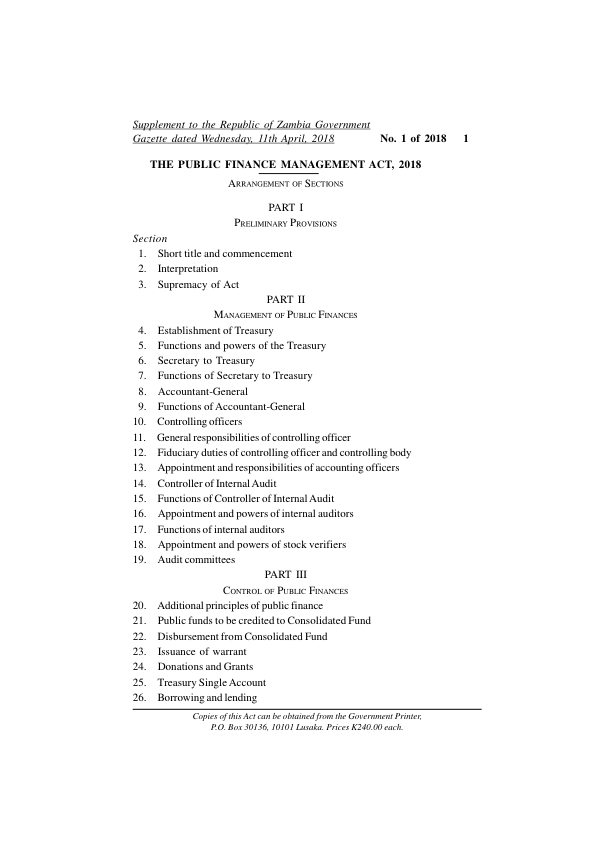 Supplement to the Republic of Zambia Government
Gazette dated Wednesday, 11th April, 2018 No. 1 of 2018 1
THE PUBLIC FINANCE MANAGEMENT ACT, 2018
ARRANGEMENT OF SECTIONS
PART I
PRELIMINARY PROVISIONS
Section
1. Short title and commencement
2. Interpretation
3. Supremacy of Act
PART II
MANAGEMENT OF PUBLIC FINANCES
4. Establishment of Treasury
5. Functions and powers of the Treasury
6. Secretary to Treasury
7. Functions of Secretary to Treasury
8. Accountant-General
9. Functions of Accountant-General
10. Controlling officers
11. General responsibilities of controlling officer
12. Fiduciary duties of controlling officer and controlling body
13. Appointment and responsibilities of accounting officers
14. Controller of Internal Audit
15. Functions of Controller of Internal Audit
16. Appointment and powers of internal auditors
17. Functions of internal auditors
18. Appointment and powers of stock verifiers
19. Audit committees
PART III
CONTROL OF PUBLIC FINANCES
20. Additional principles of public finance
21. Public funds to be credited to Consolidated Fund
22. Disbursement from Consolidated Fund
23. Issuance of warrant
24. Donations and Grants
25. Treasury Single Account
26. Borrowing and lending
Copies of this Act can be obtained from the Government Printer,
P.O. Box 30136, 10101 Lusaka. Prices K240.00 each.